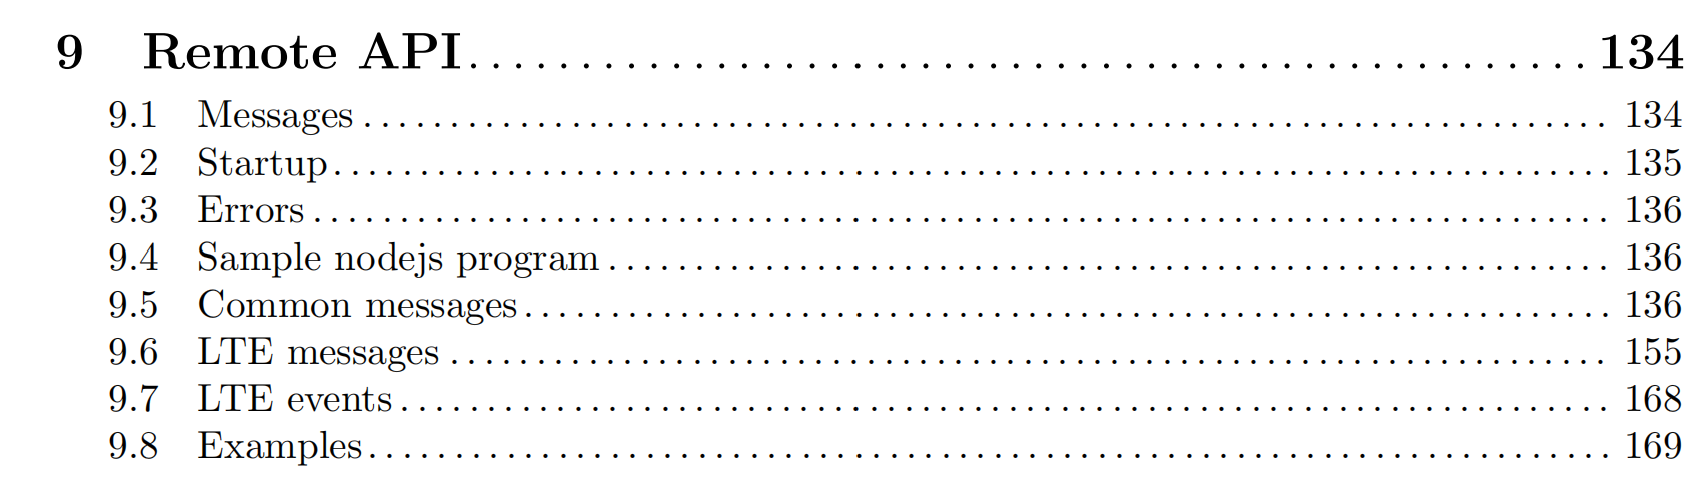 9 Remote API . . . . . . . . . . . . . . . . . . . . . . . . . . . . . . . . . . . . . . 134
9.1 Messages . . . . . . . . . . . . . . . . . . . . . . . . . . . . . . . . . . . . . . 134
9.2 Startup . . . . . . . . . . . . . . . . . . . . . . . . . . . . . . . . . . . . . . 135
9.3 Errors . . . . . . . . . . . . . . . . . . . . . . . . . . . . . . . . . . . . . . 136
9.4 Sample nodejs program . . . . . . . . . . . . . . . . . . . . . . . . . . . . . . 136
9.5 Common messages . . . . . . . . . . . . . . . . . . . . . . . . . . . . . . . . 136
9.6 LTE messages . . . . . . . . . . . . . . . . . . . . . . . . . . . . . . . . . . 155
9.7 LTE events . . . . . . . . . . . . . . . . . . . . . . . . . . . . . . . . . . . 168
9.8 Examples . . . . . . . . . . . . . . . . . . . . . . . . . . . . . . . . . . . . 169